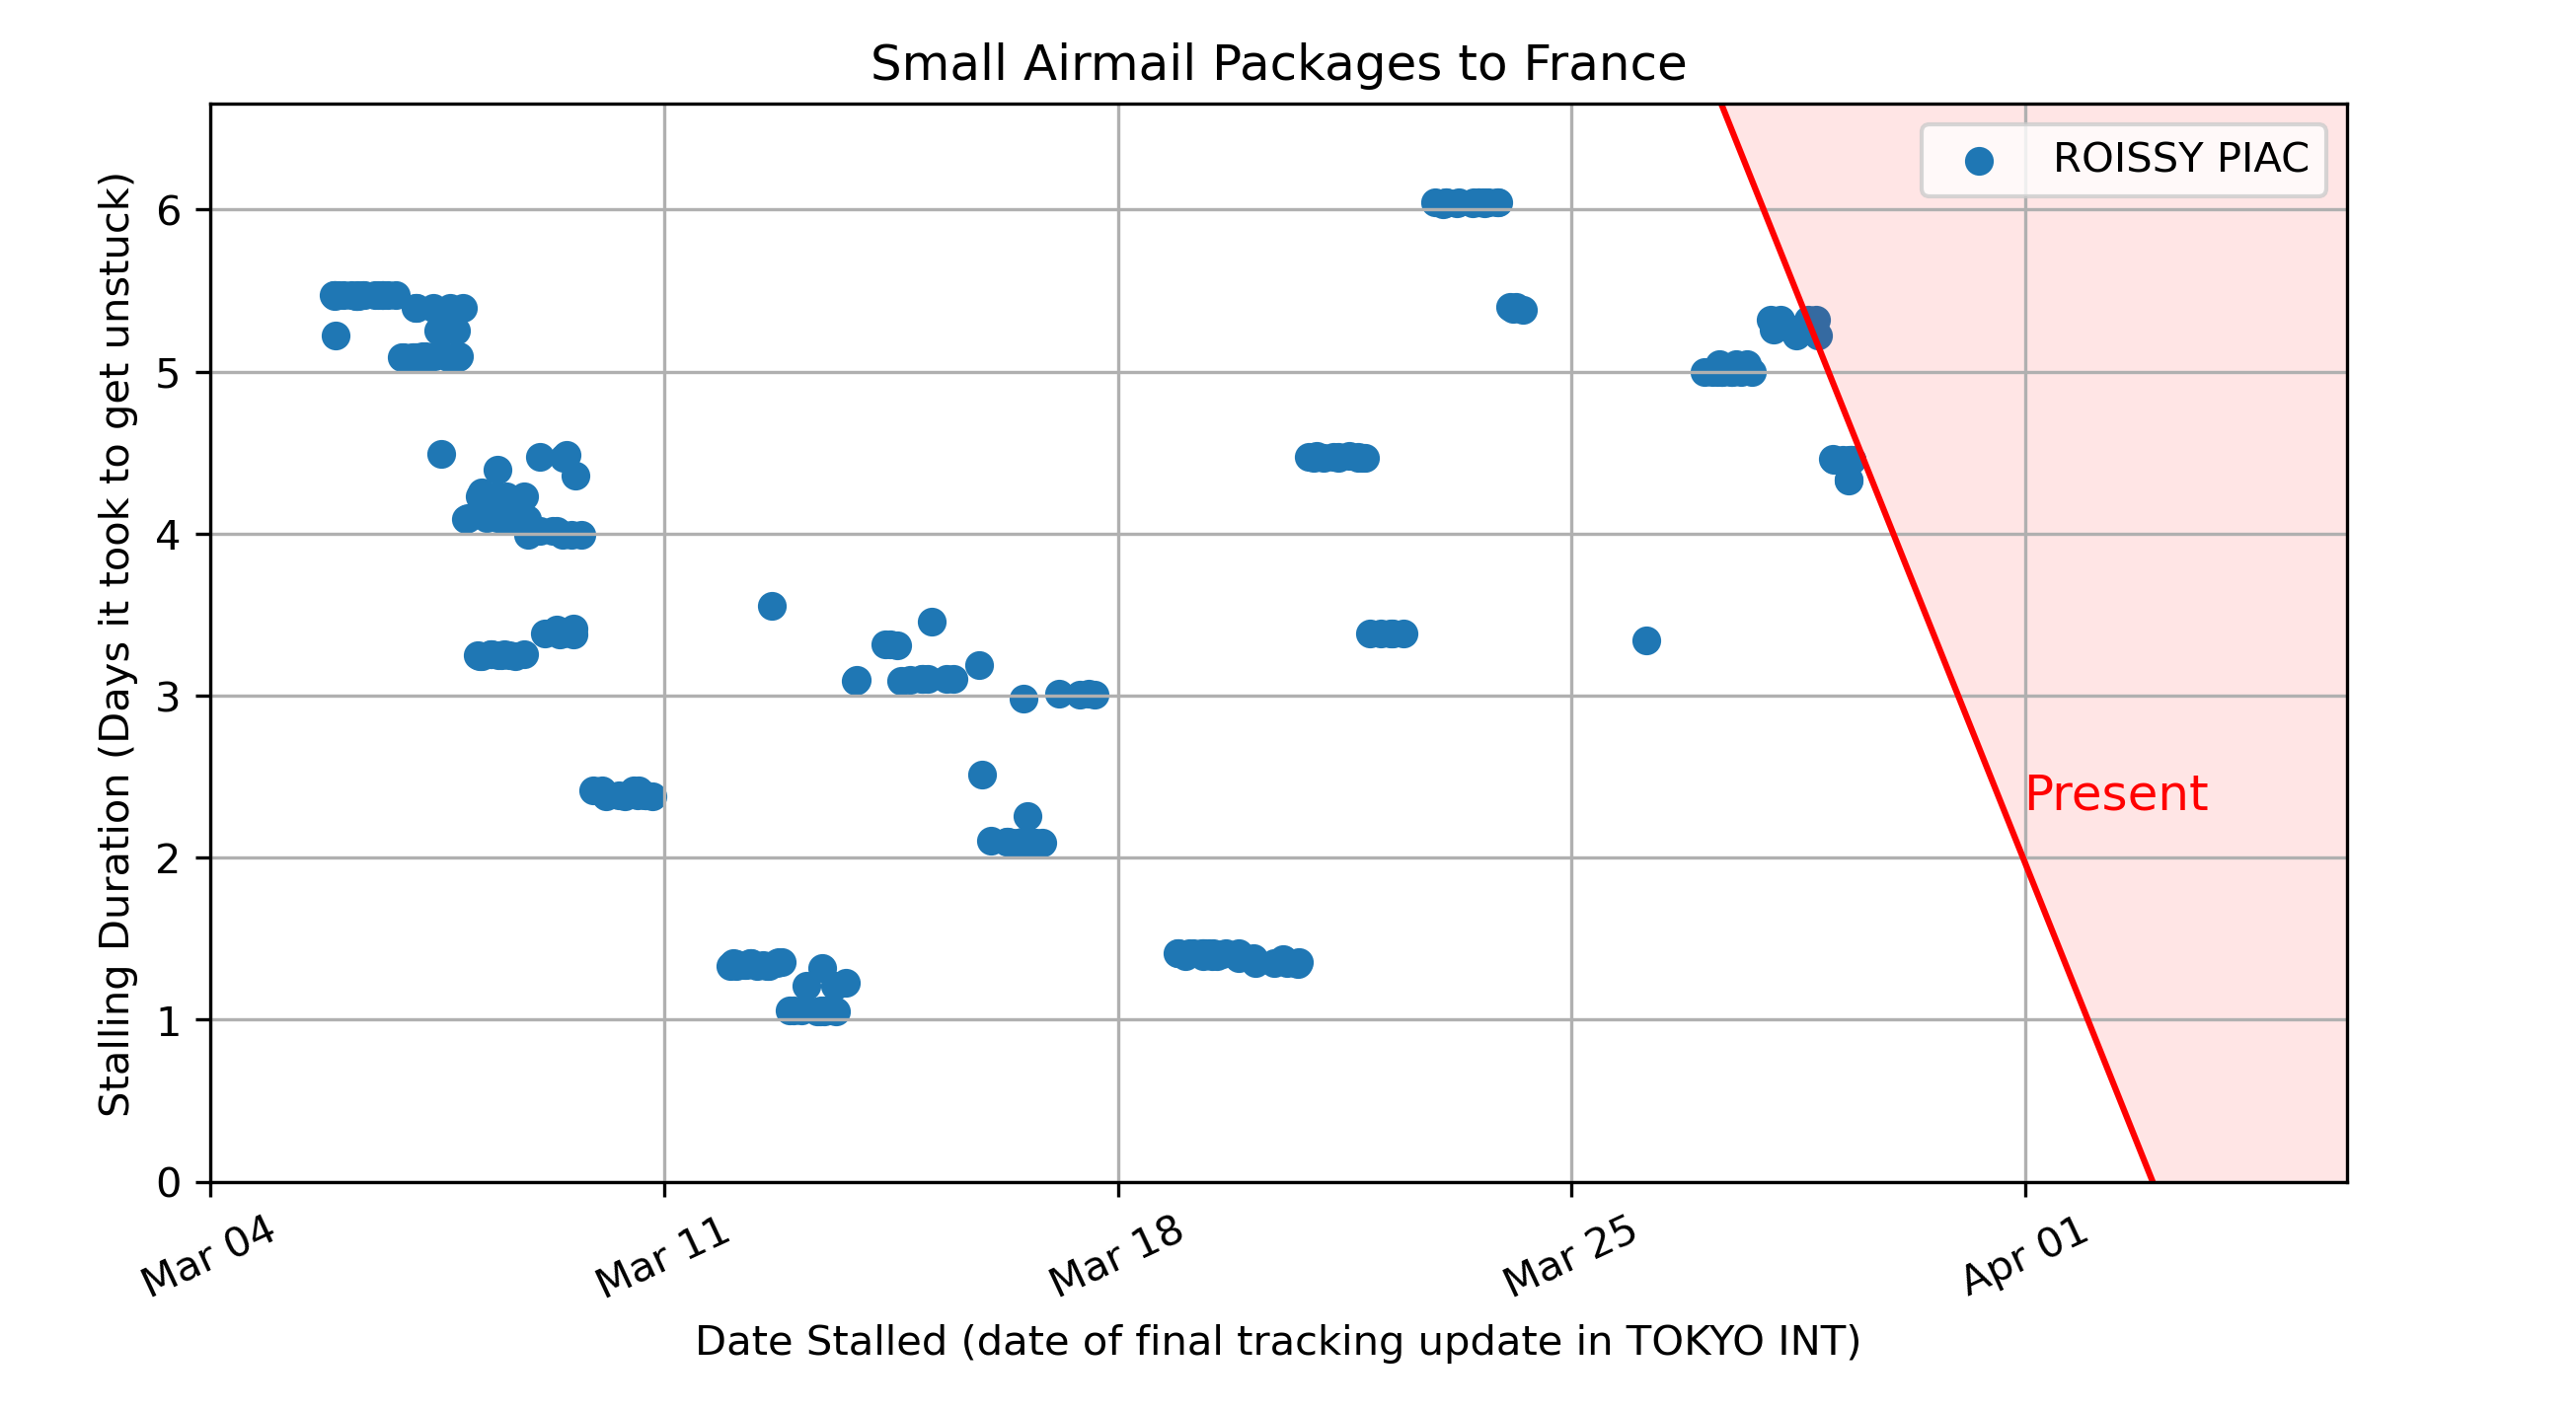 Small Airmail Packages to France
ROISSY PIAC
Stalling Duration (Days it took to get unstuck)
6
5
4
3
2
1
0
Present
Mar 04
Mar 11
Mar 18
Mar 25
Apr 01
Date Stalled (date of final tracking update in TOKYO INT)